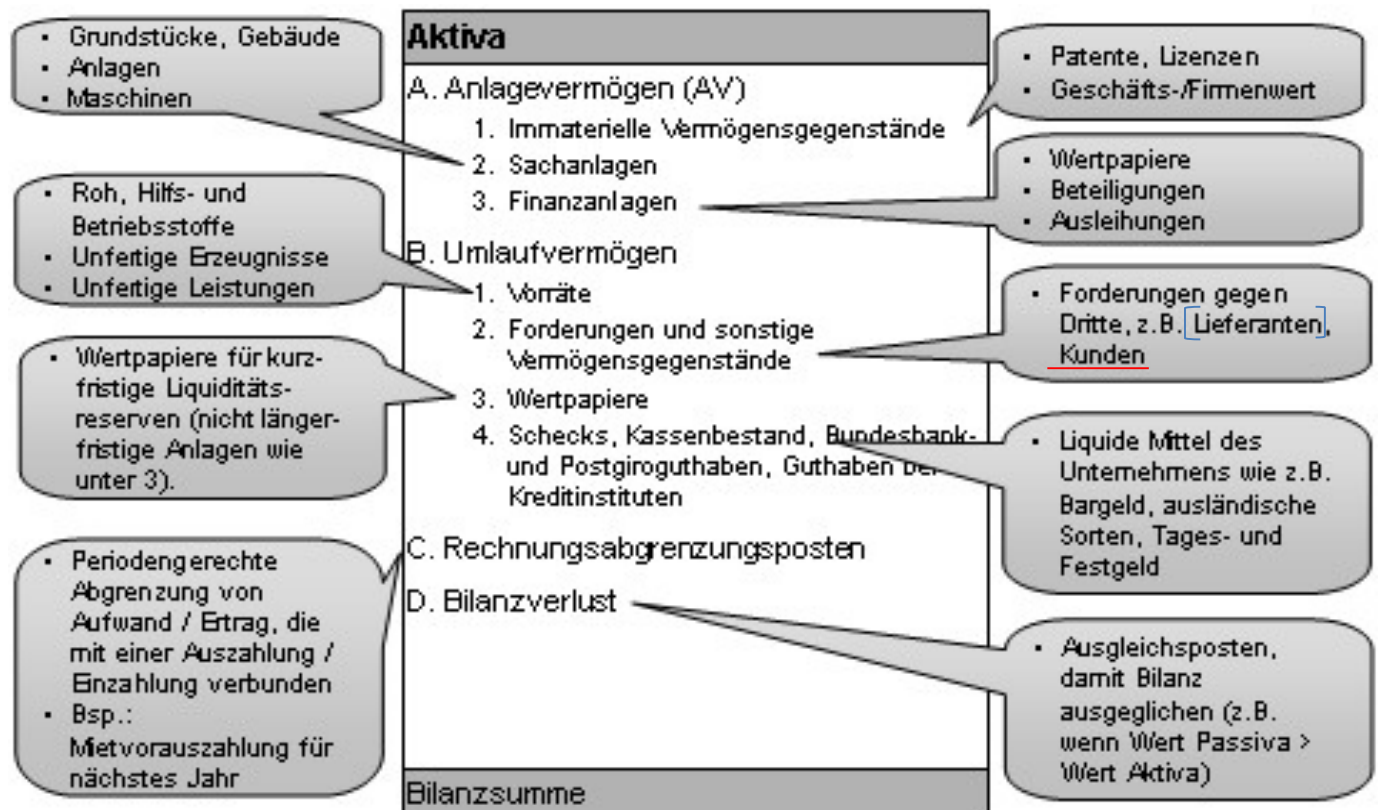 • Grundstücke, Gebäude
• Anlagen
• Maschinen
• Roh, Hilfs- und
Betriebsstoffe
• Unfertige Erzeugnisse
• Unfertige Leistungen
• Wertpapiere für kurz-
fristige Liquiditäts-
reserven (nicht länger-
fristige Anlagen wie
unter 3).
• Periodengerechte
Abgrenzung von
Aufwand / Ertrag, die
mit einer Auszahlung /
Einzahlung verbunden
• Bsp.:
Mietvorauszahlung für
nächstes Jahr
Aktiva
A. Anlagevermögen (AV)
1. Immaterielle Vermögensgegenstände
2. Sachanlagen
3. Finanzanlagen
B. Umlaufvermögen
1. Vorräte
2. Forderungen und sonstige
Vermögensgegenstände
3. Wertpapiere
4. Schecks, Kassenbestand, Bundesbank-
und Postgiroguthaben, Guthaben bei
Kreditinstituten
C. Rechnungsabgrenzungsposten
D. Bilanzverlust
Bilanzsumme
• Patente, Lizenzen
• Geschäfts-/Firmenwert
• Wertpapiere
• Beteiligungen
• Ausleihungen
• Forderungen gegen
Dritte, z.B. [Lieferanten],
Kunden
• Liquide Mittel des
Unternehmens wie z.B.
Bargeld, ausländische
Sorten, Tages- und
Festgeld
• Ausgleichsposten,
damit Bilanz
ausgeglichen (z.B.
wenn Wert Passiva >
Wert Aktiva)